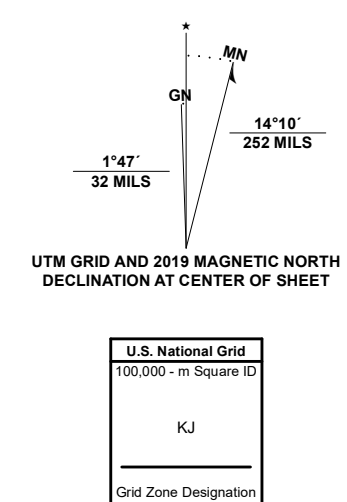 ★
MN
GN
14°10´
252 MILS
1°47´
32 MILS
UTM GRID AND 2019 MAGNETIC NORTH
DECLINATION AT CENTER OF SHEET
U.S. National Grid
100,000 - m Square ID
KJ
Grid Zone Designation